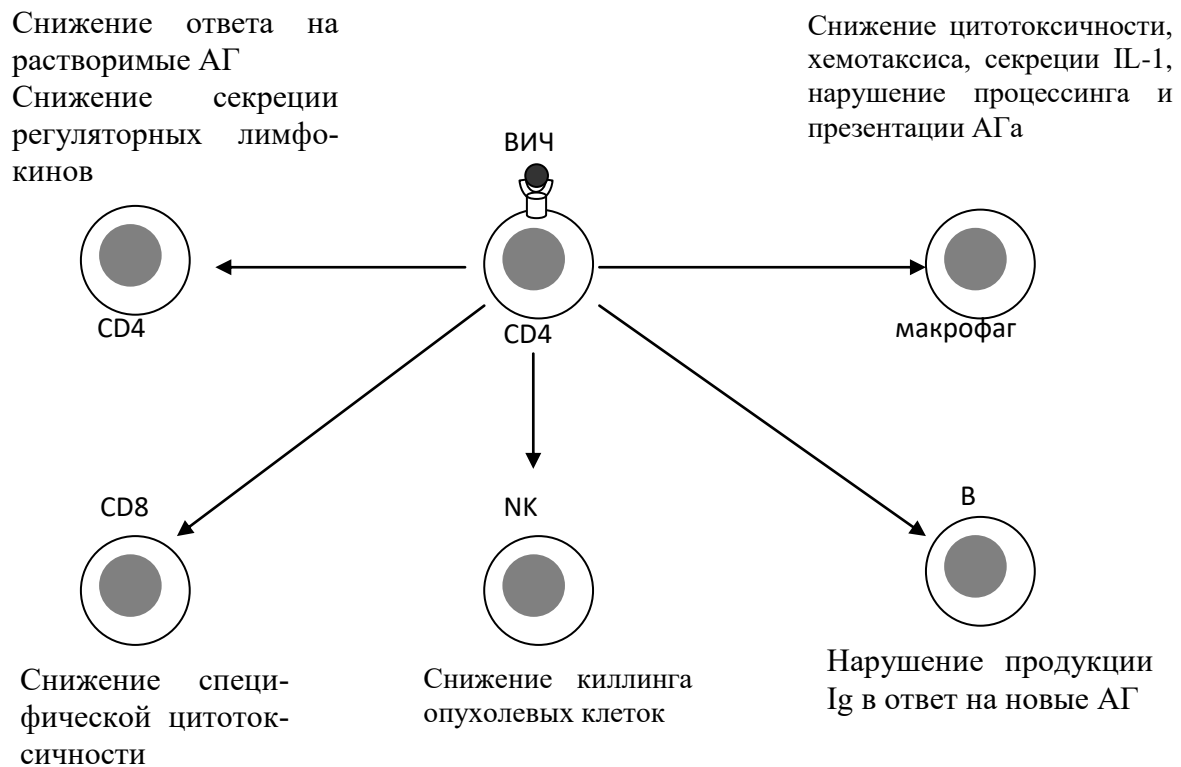 Снижение ответа на
растворимые АГ
Снижение секреции
регуляторных лимфо-
кинов
Снижение цитотоксичности,
хемотаксиса, секреции IL-1,
нарушение процессинга и
презентации АГа
ВИЧ
CD4
CD4
макрофаг
CD8
NK
В
Снижение специ-
фической цитоток-
сичности
Снижение киллинга
опухолевых клеток
Нарушение продукции
Ig в ответ на новые АГ